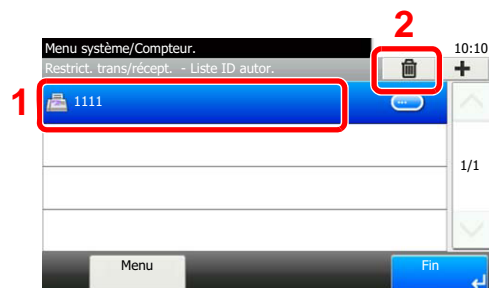 2
Menu système/Compteur.
10:10
Restrict. trans/récept. - Liste ID autor.
1
1111
1/1
Menu
Fin